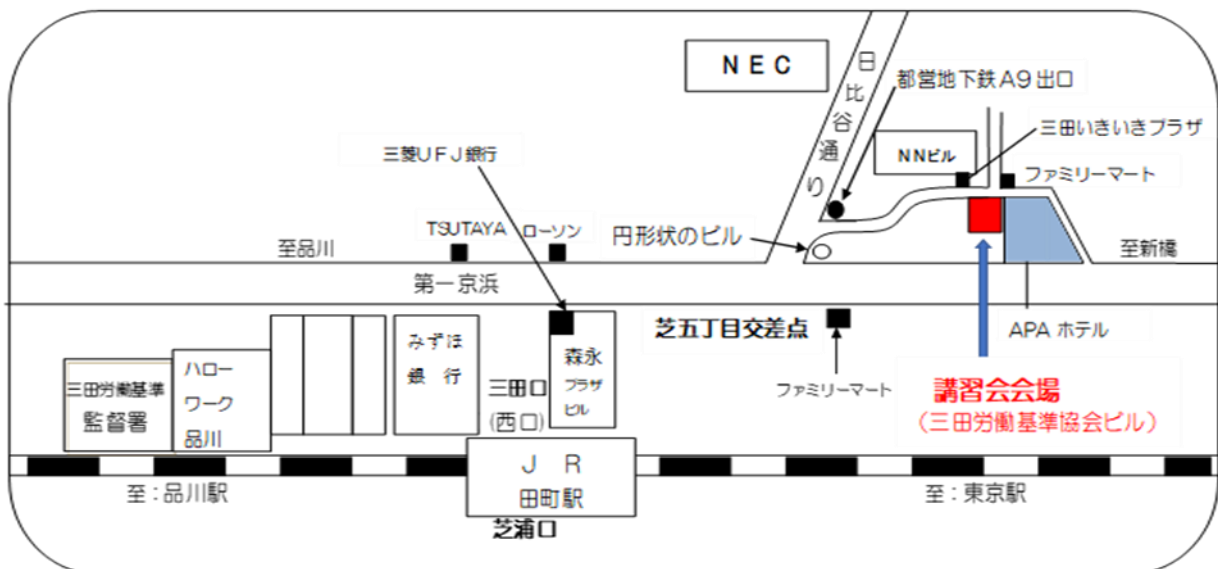 NEC
日比谷通り
都営地下鉄A9出口
三田いきいきプラザ
NNビル
ファミリーマート
三菱UFJ銀行
TSUTAYA
ローソン
円形状のビル
至品川
至新橋
第一京浜
芝五丁目交差点
APAホテル
ファミリーマート
講習会会場
(三田労働基準協会ビル)
みずほ
銀行
森永
プラザ
ビル
三田口
(西口)
三田労働基準
監督署
ハロー
ワーク
品川
JR
田町駅
芝浦口
至:品川駅
至:東京駅